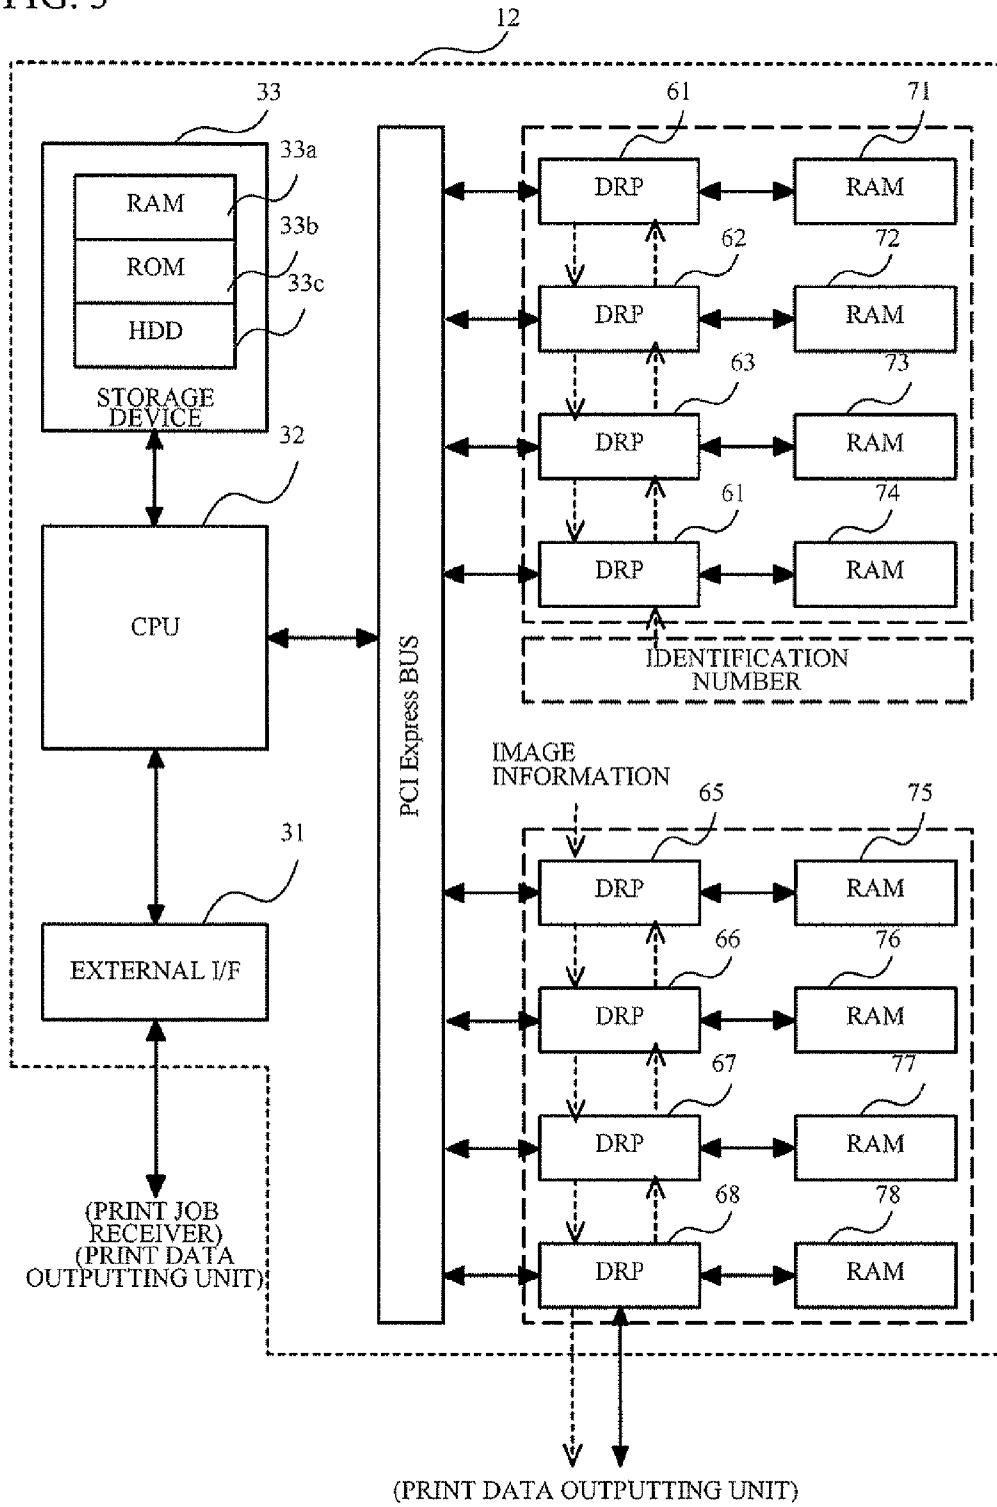 FIG. 3
12
33
33a
RAM
33b
ROM
33c
HDD
STORAGE
DEVICE
32
CPU
31
EXTERNAL I/F
(PRINT JOB
RECEIVER)
(PRINT DATA
OUTPUTTING UNIT)
PCI Express BUS
61
71
DRP
RAM
62
72
DRP
RAM
63
73
DRP
RAM
61
74
DRP
RAM
IDENTIFICATION
NUMBER
IMAGE
INFORMATION
65
75
DRP
RAM
66
76
DRP
RAM
67
77
DRP
RAM
68
78
DRP
RAM
(PRINT DATA OUTPUTTING UNIT)